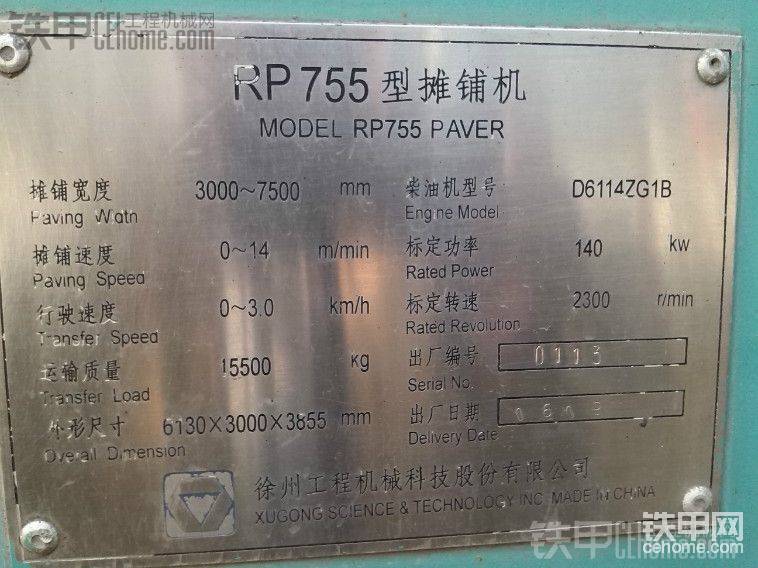 铁甲 工程机械网
CEhome.com
RP755型摊铺机
MODEL RP755 PAVER
摊铺宽度 3000~7500 mm 柴油机型号 D6114ZG1B
Paving Wdtn Engine Model
摊铺速度 0~14 m/min 标定功率 140 kw
Paving Speed Rated Power
行驶速度 0~3.0 km/h 标定转速 2300 r/min
Transfer Speed Rated Revolution
运输质量 15500 Kg 出厂编号 0113
Transfer Load Serial No.
外形尺寸 6130×3000×3855 mm 出厂日期
Overall Dimension Delivery Date
徐州工程机械科技股份有限公司
XUGONG SCIENCE & TECHNOLOGY INC. MADE IN CHINA
铁甲网
cehome.com